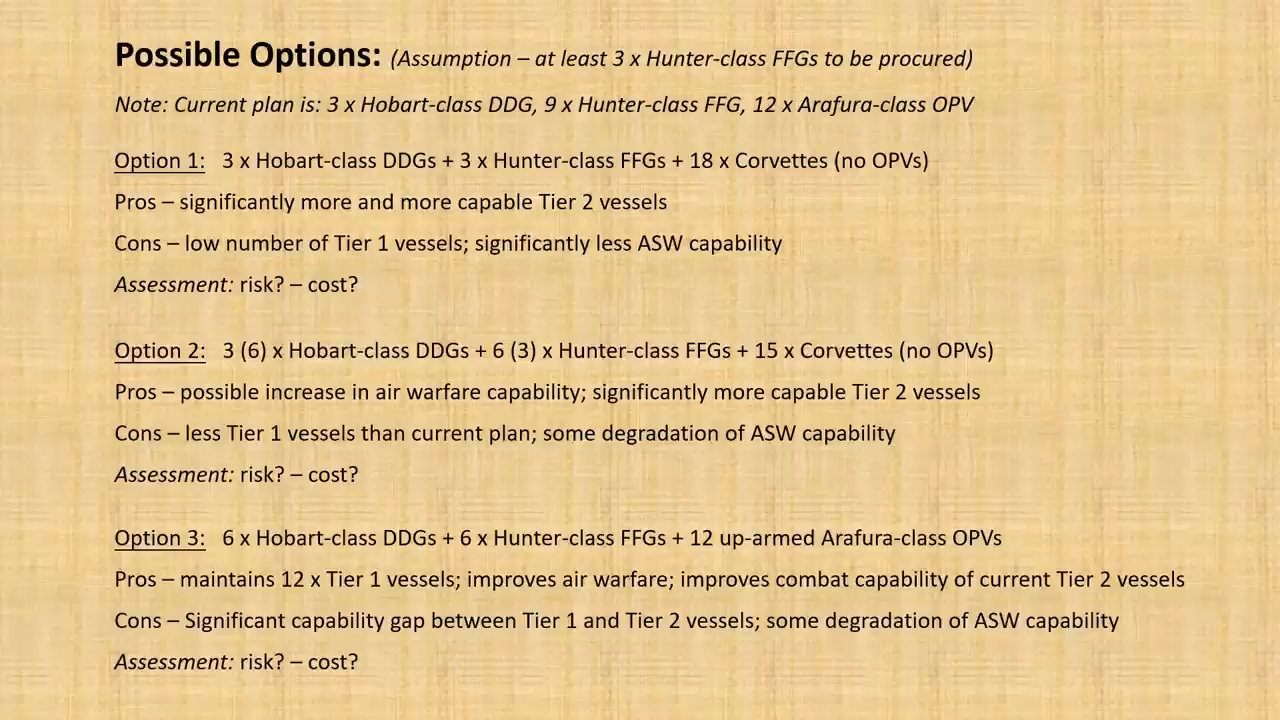 Possible Options: (Assumption – at least 3 x Hunter-class FFGs to be procured)
Note: Current plan is: 3 x Hobart-class DDG, 9 x Hunter-class FFG, 12 x Arafura-class OPV
Option 1: 3 x Hobart-class DDGs + 3 x Hunter-class FFGs + 18 x Corvettes (no OPVs)
Pros – significantly more and more capable Tier 2 vessels
Cons – low number of Tier 1 vessels; significantly less ASW capability
Assessment: risk? – cost?
Option 2: 3 (6) x Hobart-class DDGs + 6 (3) x Hunter-class FFGs + 15 x Corvettes (no OPVs)
Pros – possible increase in air warfare capability; significantly more capable Tier 2 vessels
Cons – less Tier 1 vessels than current plan; some degradation of ASW capability
Assessment: risk? – cost?
Option 3: 6 x Hobart-class DDGs + 6 x Hunter-class FFGs + 12 up-armed Arafura-class OPVs
Pros – maintains 12 x Tier 1 vessels; improves air warfare; improves combat capability of current Tier 2 vessels
Cons – Significant capability gap between Tier 1 and Tier 2 vessels; some degradation of ASW capability
Assessment: risk? – cost?